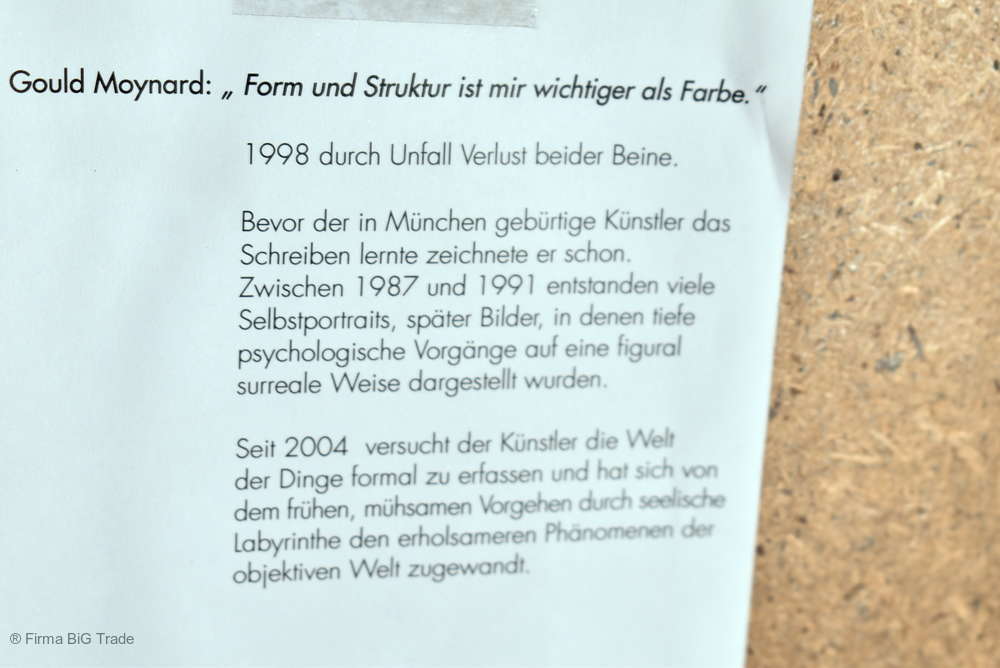 Gould Moynard: „ Form und Struktur ist mir wichtiger als Farbe.“
1998 durch Unfall Verlust beider Beine.
Bevor der in München gebürtige Künstler das
Schreiben lernte zeichnete er schon.
Zwischen 1987 und 1991 entstanden viele
Selbstportraits, später Bilder, in denen tiefe
psychologische Vorgänge auf eine figural
surreale Weise dargestellt wurden.
Seit 2004 versucht der Künstler die Welt
der Dinge formal zu erfassen und hat sich von
dem frühen, mühsamen Vorgehen durch seelische
Labyrinthe den erholsameren Phänomenen der
objektiven Welt zugewandt.
® Firma BiG Trade